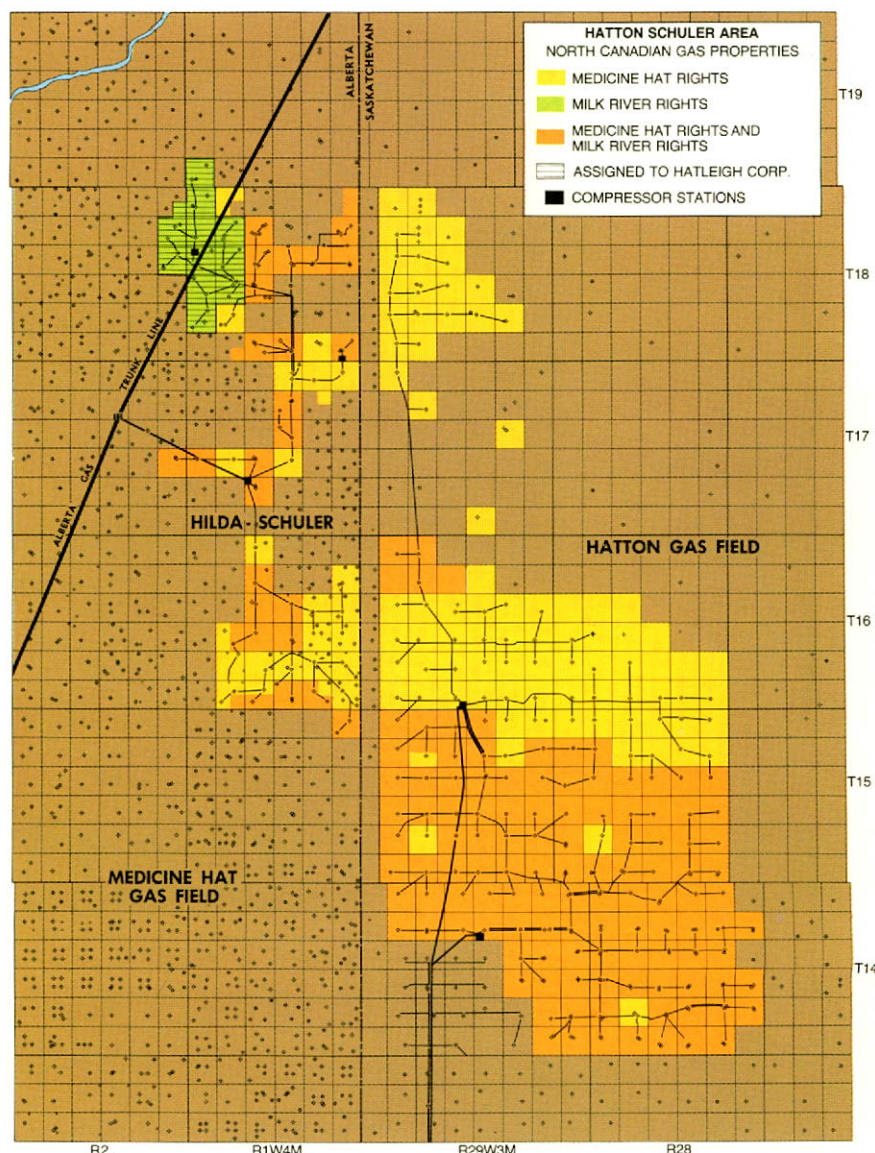 HATTON SCHULER AREA
NORTH CANADIAN GAS PROPERTIES
MEDICINE HAT RIGHTS
MILK RIVER RIGHTS
MEDICINE HAT RIGHTS AND
MILK RIVER RIGHTS
ASSIGNED TO HATLEIGH CORP.
COMPRESSOR STATIONS
ALBERTA
SASKATCHEWAN
T19
T18
ALBERTA GAS TRUNK LINE
T17
HILDA-SCHULER
HATTON GAS FIELD
T16
T15
MEDICINE HAT
GAS FIELD
T14
R2
R1W4M
R29W3M
R28